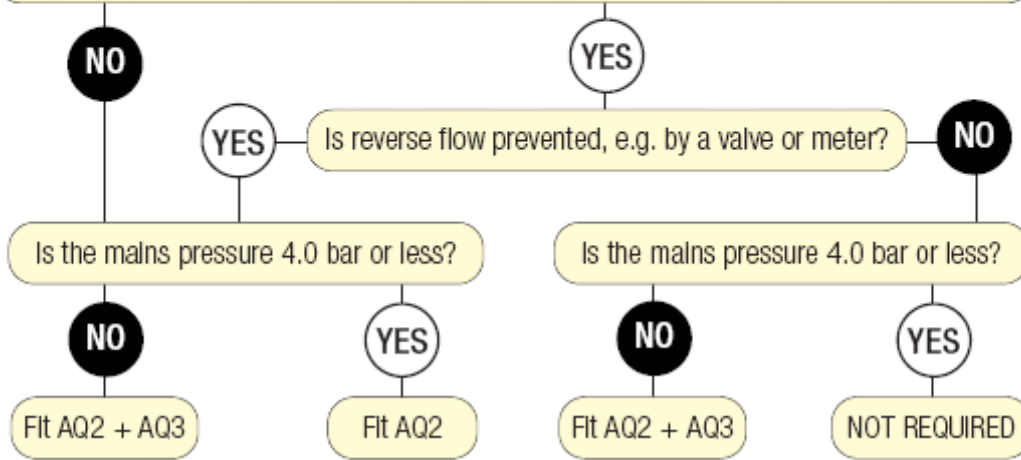 NO
YES
YES
Is reverse flow prevented, e.g. by a valve or meter?
NO
Is the mains pressure 4.0 bar or less?
Is the mains pressure 4.0 bar or less?
NO
YES
NO
YES
Fit AQ2 + AQ3
Fit AQ2
Fit AQ2 + AQ3
NOT REQUIRED